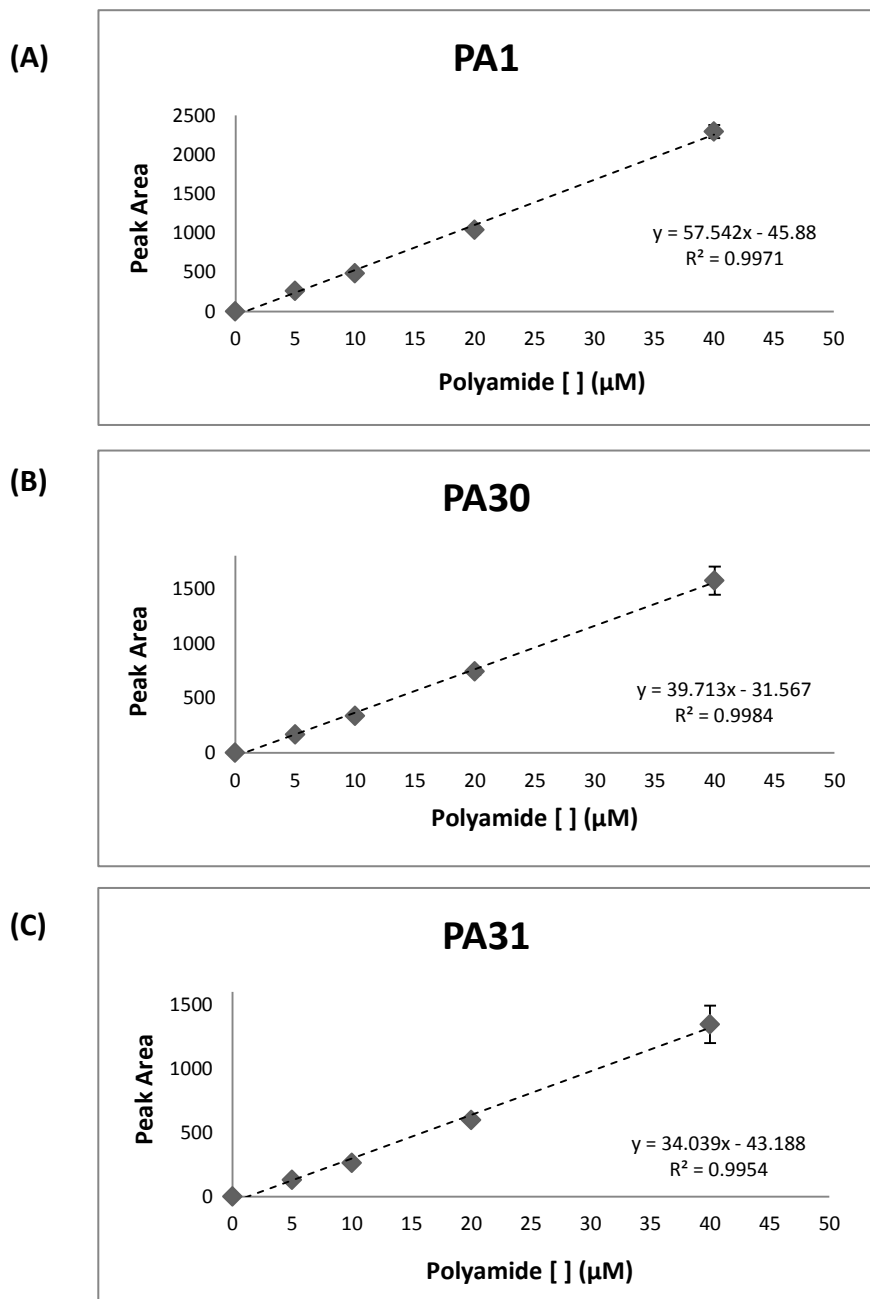 (A)
PA1
Peak Area
2500
2000
1500
1000
500
0
y = 57.542x - 45.88
R² = 0.9971
0 5 10 15 20 25 30 35 40 45 50
Polyamide [ ] (µM)
(B)
PA30
Peak Area
1500
1000
500
0
y = 39.713x - 31.567
R² = 0.9984
0 5 10 15 20 25 30 35 40 45 50
Polyamide [ ] (µM)
(C)
PA31
Peak Area
1500
1000
500
0
y = 34.039x - 43.188
R² = 0.9954
0 5 10 15 20 25 30 35 40 45 50
Polyamide [ ] (µM)